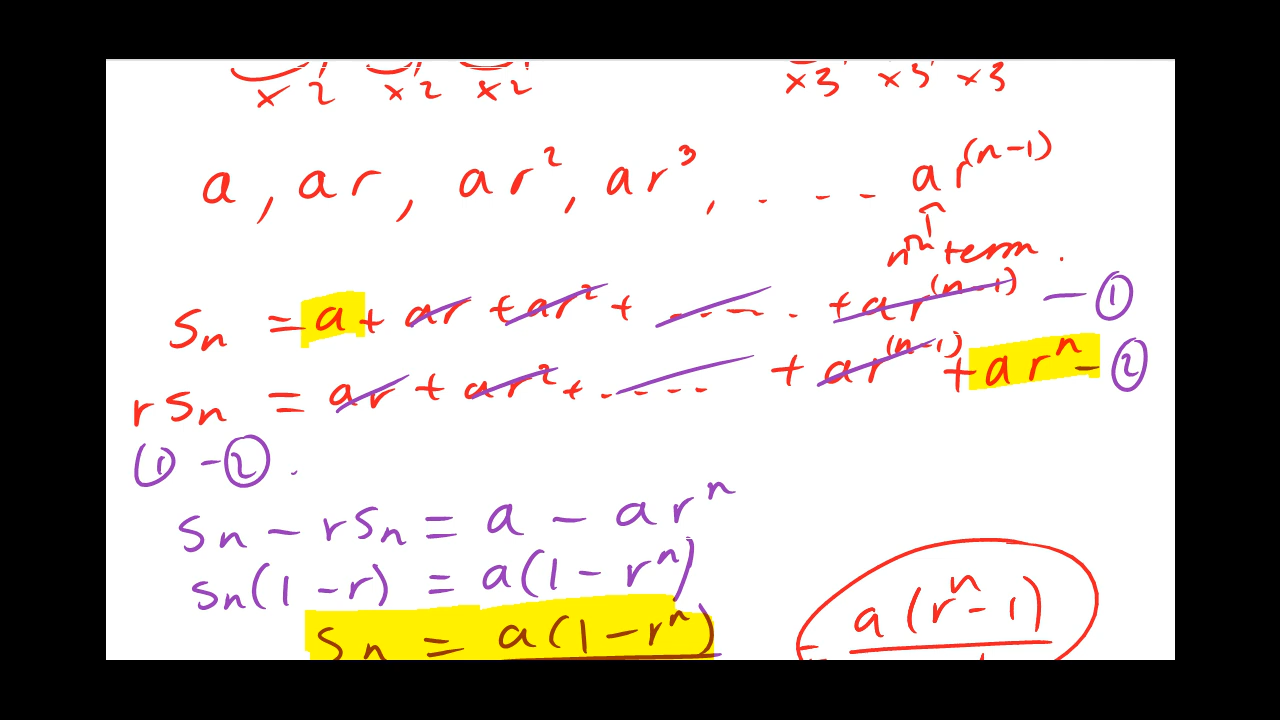 ×2 ×2 ×2 ×3 ×3 ×3
a, ar, ar², ar³, . . . . ar⁽ⁿ⁻¹⁾
↑
nᵗʰ term.
Sₙ = a + ar + ar² + ..... + ar⁽ⁿ⁻¹⁾ — ①
rSₙ = ar + ar² + ..... + ar⁽ⁿ⁻¹⁾ + arⁿ – ②
① – ② .
Sₙ – rSₙ = a – arⁿ
Sₙ(1 – r) = a(1 – rⁿ)
Sₙ = a(1 – rⁿ)
= a(rⁿ – 1)